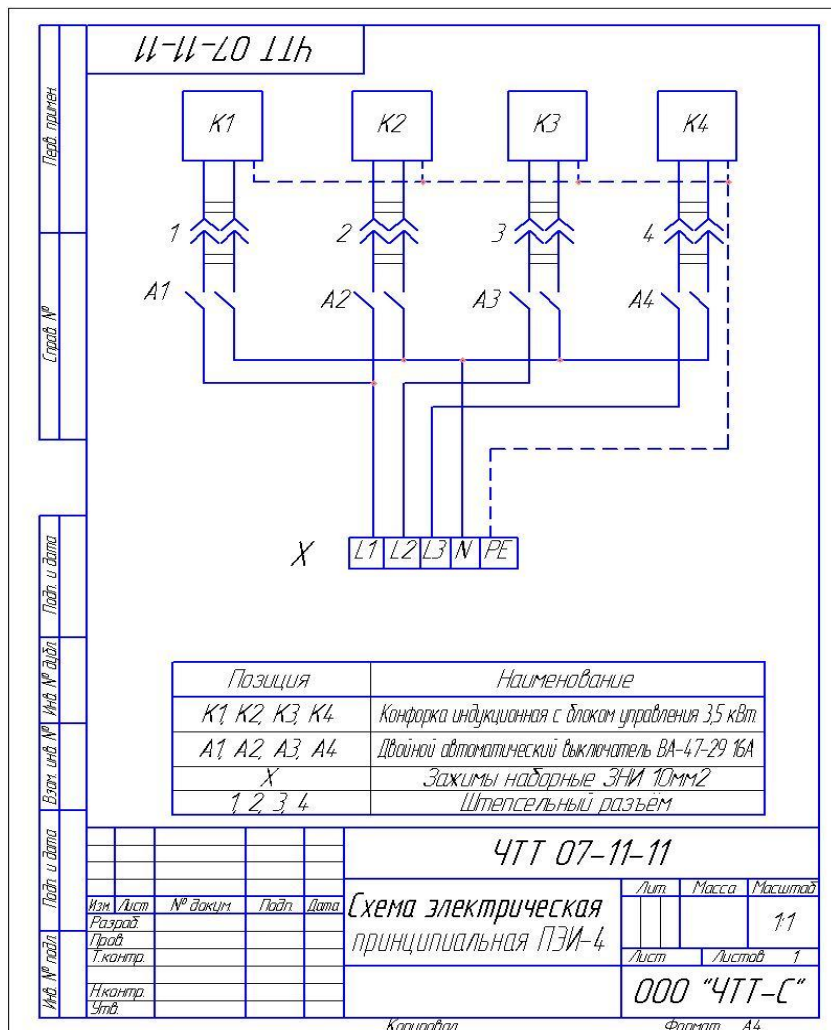 ЧТТ 07-11-11
К1 К2 К3 К4
1 2 3 4
А1 А2 А3 А4
X L1 L2 L3 N PE
Позиция Наименование
К1, К2, К3, К4 Конфорка индукционная с блоком управления 3,5 кВт.
А1, А2, А3, А4 Двойной автоматический выключатель ВА-47-29 16А
X Зажимы наборные ЗНИ 10мм2
1, 2, 3, 4 Штепсельный разъём
Перв. примен.
Справ. №
Подп. и дата
Инв. № дубл.
Взам. инв. №
Подп. и дата
Инв. № подл.
ЧТТ 07-11-11
Изм. Лист № докум. Подп. Дата
Разраб.
Пров.
Т.контр.
Н.контр.
Утв.
Схема электрическая
принципиальная ПЭИ-4
Лит. Масса Масштаб
1:1
Лист Листов 1
ООО "ЧТТ-С"
Копировал Формат А4